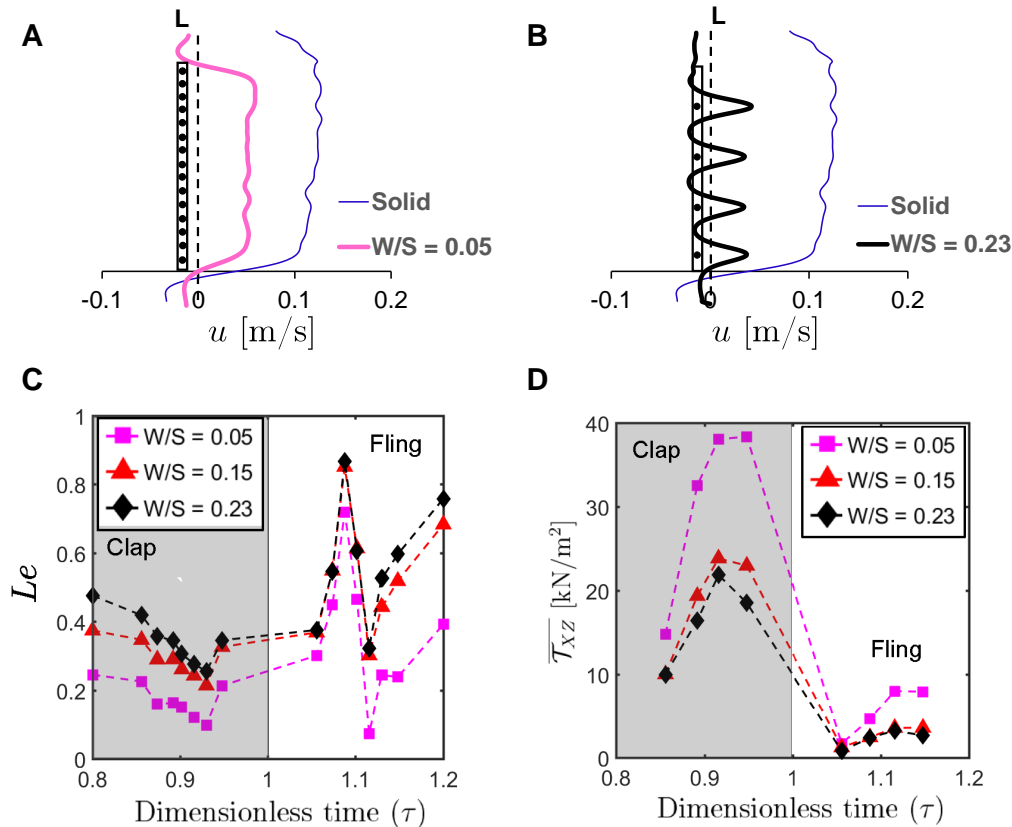 A
L
Solid
W/S = 0.05
-0.1
0
0.1
0.2
u [m/s]
B
L
Solid
W/S = 0.23
-0.1
0
0.1
0.2
u [m/s]
C
1
0.8
0.6
0.4
0.2
0
Le
W/S = 0.05
W/S = 0.15
W/S = 0.23
Clap
Fling
0.8
0.9
1
1.1
1.2
Dimensionless time (τ)
D
40
30
20
10
0
\overline{𝒯_{XZ}} [kN/m²]
Clap
W/S = 0.05
W/S = 0.15
W/S = 0.23
Fling
0.8
0.9
1
1.1
1.2
Dimensionless time (τ)